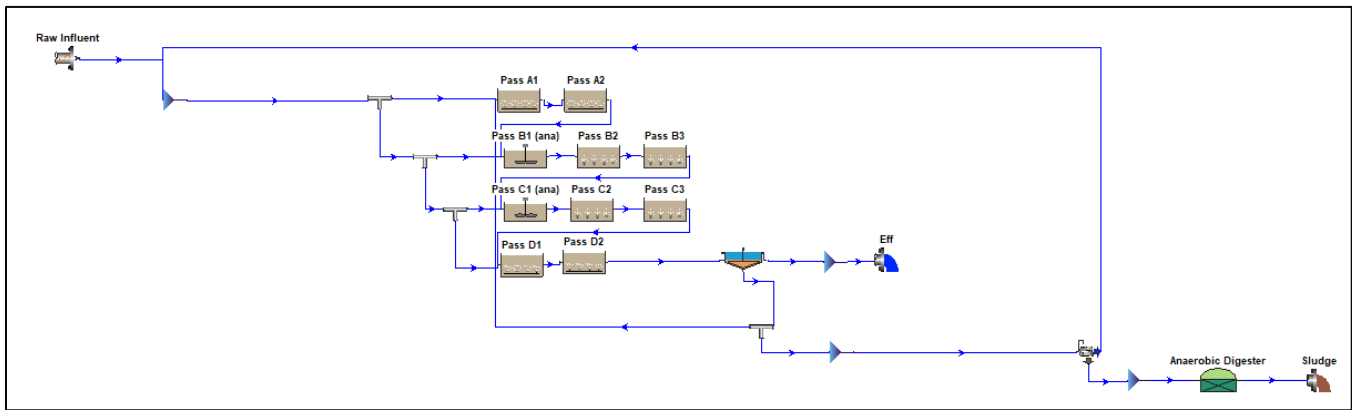 Raw Influent
Pass A1
Pass A2
Pass B1 (ana)
Pass B2
Pass B3
Pass C1 (ana)
Pass C2
Pass C3
Pass D1
Pass D2
Eff
Anaerobic Digester
Sludge